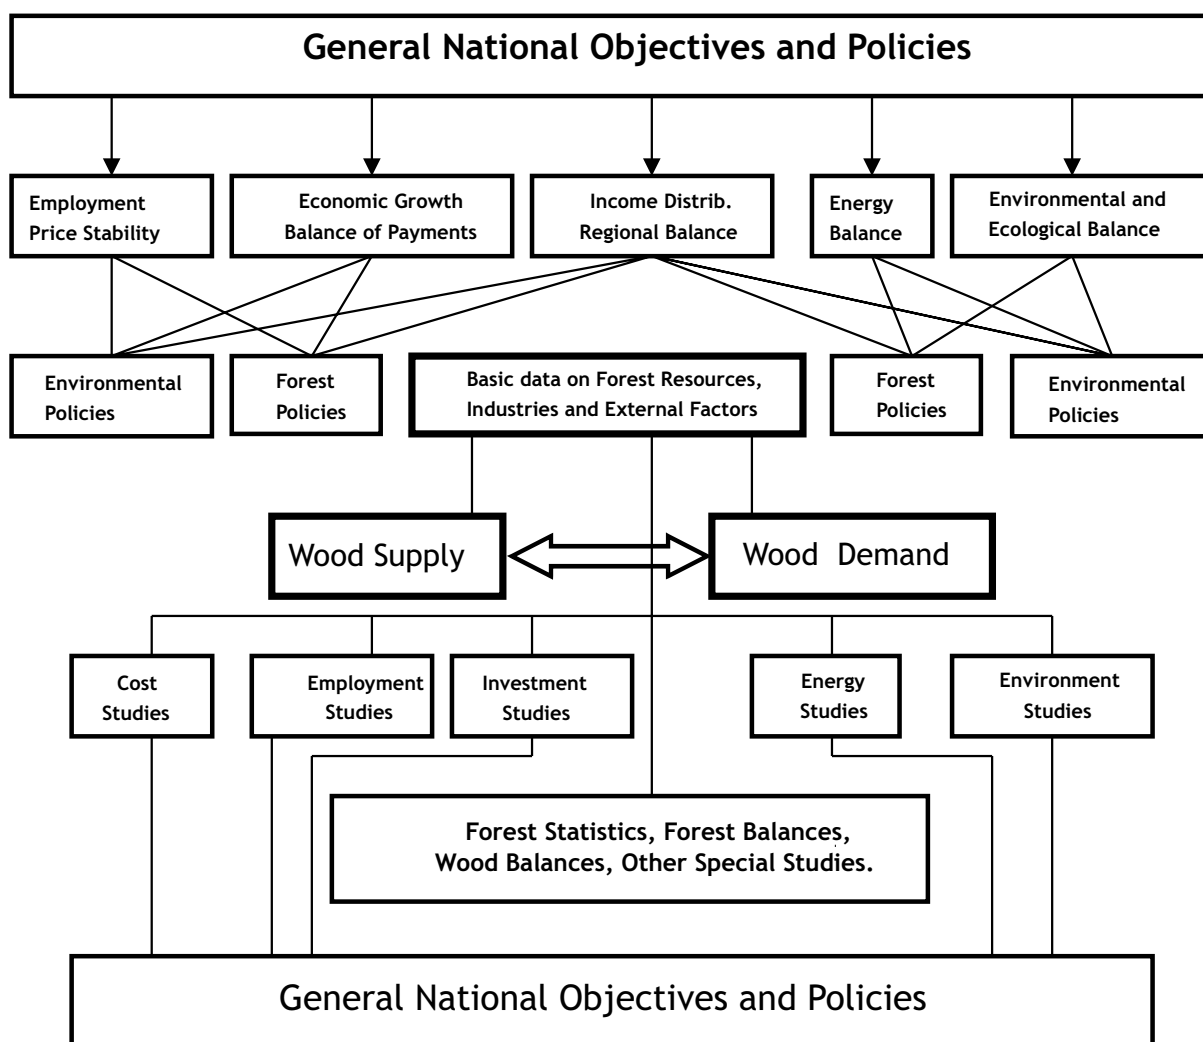 General National Objectives and Policies
Employment
Price Stability
Economic Growth
Balance of Payments
Income Distrib.
Regional Balance
Energy
Balance
Environmental and
Ecological Balance
Environmental
Policies
Forest
Policies
Basic data on Forest Resources,
Industries and External Factors
Forest
Policies
Environmental
Policies
Wood Supply
Wood Demand
Cost
Studies
Employment
Studies
Investment
Studies
Energy
Studies
Environment
Studies
Forest Statistics, Forest Balances,
Wood Balances, Other Special Studies.
General National Objectives and Policies